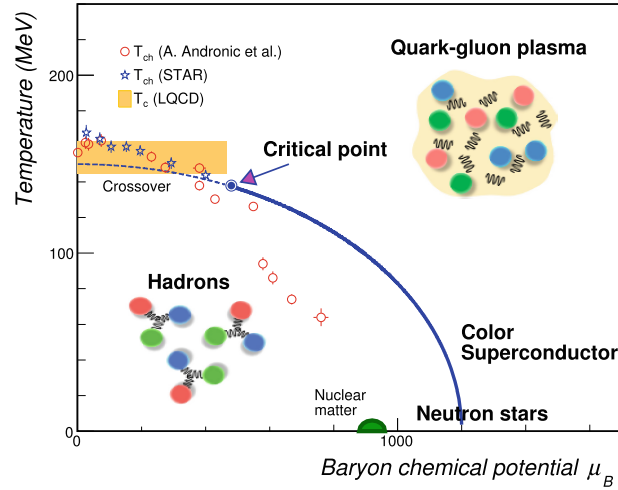 Temperature (MeV)
200
100
0
T_ch (A. Andronic et al.)
T_ch (STAR)
T_c (LQCD)
Quark-gluon plasma
Critical point
Crossover
Hadrons
Color
Superconductor
Nuclear
matter
Neutron stars
0
1000
Baryon chemical potential μ_B